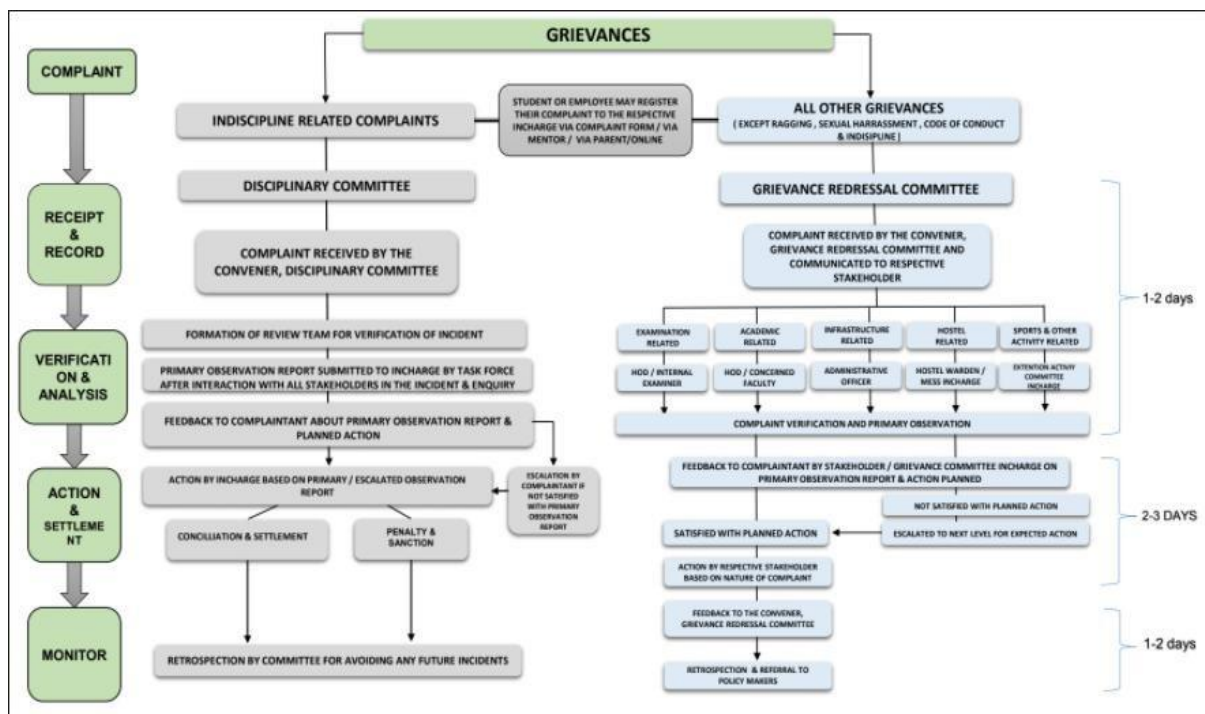 GRIEVANCES
COMPLAINT
RECEIPT
&
RECORD
VERIFICATI
ON &
ANALYSIS
ACTION
&
SETTLEME
NT
MONITOR
INDISCIPLINE RELATED COMPLAINTS
STUDENT OR EMPLOYEE MAY REGISTER
THEIR COMPLAINT TO THE RESPECTIVE
INCHARGE VIA COMPLAINT FORM / VIA
MENTOR / VIA PARENT/ONLINE
ALL OTHER GRIEVANCES
( EXCEPT RAGGING , SEXUAL HARRASSMENT , CODE OF CONDUCT
& INDISIPLINE )
DISCIPLINARY COMMITTEE
COMPLAINT RECEIVED BY THE
CONVENER, DISCIPLINARY COMMITTEE
FORMATION OF REVIEW TEAM FOR VERIFICATION OF INCIDENT
PRIMARY OBSERVATION REPORT SUBMITTED TO INCHARGE BY TASK FORCE
AFTER INTERACTION WITH ALL STAKEHOLDERS IN THE INCIDENT & ENQUIRY
FEEDBACK TO COMPLAINTANT ABOUT PRIMARY OBSERVATION REPORT &
PLANNED ACTION
ACTION BY INCHARGE BASED ON PRIMARY / ESCALATED OBSERVATION
REPORT
ESCALATION BY
COMPLAINTANT IF
NOT SATISFIED
WITH PRIMARY
OBSERVATION
REPORT
CONCILIATION & SETTLEMENT
PENALTY &
SANCTION
RETROSPECTION BY COMMITTEE FOR AVOIDING ANY FUTURE INCIDENTS
GRIEVANCE REDRESSAL COMMITTEE
COMPLAINT RECEIVED BY THE CONVENER,
GRIEVANCE REDRESSAL COMMITTEE AND
COMMUNICATED TO RESPECTIVE
STAKEHOLDER
EXAMINATION
RELATED
ACADEMIC
RELATED
INFRASTRUCTURE
RELATED
HOSTEL
RELATED
SPORTS & OTHER
ACTIVITY RELATED
HOD / INTERNAL
EXAMINER
HOD / CONCERNED
FACULTY
ADMINISTRATIVE
OFFICER
HOSTEL WARDEN /
MESS INCHARGE
EXTENTION ACTIVITY
COMMITTEE
INCHARGE
COMPLAINT VERIFICATION AND PRIMARY OBSERVATION
FEEDBACK TO COMPLAINTANT BY STAKEHOLDER / GRIEVANCE COMMITTEE INCHARGE ON
PRIMARY OBSERVATION REPORT & ACTION PLANNED
NOT SATISFIED WITH PLANNED ACTION
SATISFIED WITH PLANNED ACTION
ESCALATED TO NEXT LEVEL FOR EXPECTED ACTION
ACTION BY RESPECTIVE STAKEHOLDER
BASED ON NATURE OF COMPLAINT
FEEDBACK TO THE CONVENER,
GRIEVANCE REDRESSAL COMMITTEE
RETROSPECTION & REFERRAL TO
POLICY MAKERS
1-2 days
2-3 DAYS
1-2 days